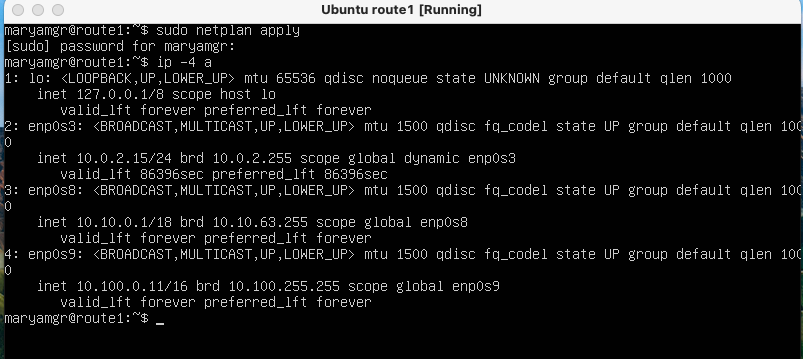 Ubuntu route1 [Running]
maryamgr@route1:~$ sudo netplan apply
[sudo] password for maryamgr:
maryamgr@route1:~$ ip -4 a
1: lo: <LOOPBACK,UP,LOWER_UP> mtu 65536 qdisc noqueue state UNKNOWN group default qlen 1000
    inet 127.0.0.1/8 scope host lo
       valid_lft forever preferred_lft forever
2: enp0s3: <BROADCAST,MULTICAST,UP,LOWER_UP> mtu 1500 qdisc fq_codel state UP group default qlen 100
0
    inet 10.0.2.15/24 brd 10.0.2.255 scope global dynamic enp0s3
       valid_lft 86396sec preferred_lft 86396sec
3: enp0s8: <BROADCAST,MULTICAST,UP,LOWER_UP> mtu 1500 qdisc fq_codel state UP group default qlen 100
0
    inet 10.10.0.1/18 brd 10.10.63.255 scope global enp0s8
       valid_lft forever preferred_lft forever
4: enp0s9: <BROADCAST,MULTICAST,UP,LOWER_UP> mtu 1500 qdisc fq_codel state UP group default qlen 100
0
    inet 10.100.0.11/16 brd 10.100.255.255 scope global enp0s9
       valid_lft forever preferred_lft forever
maryamgr@route1:~$ _